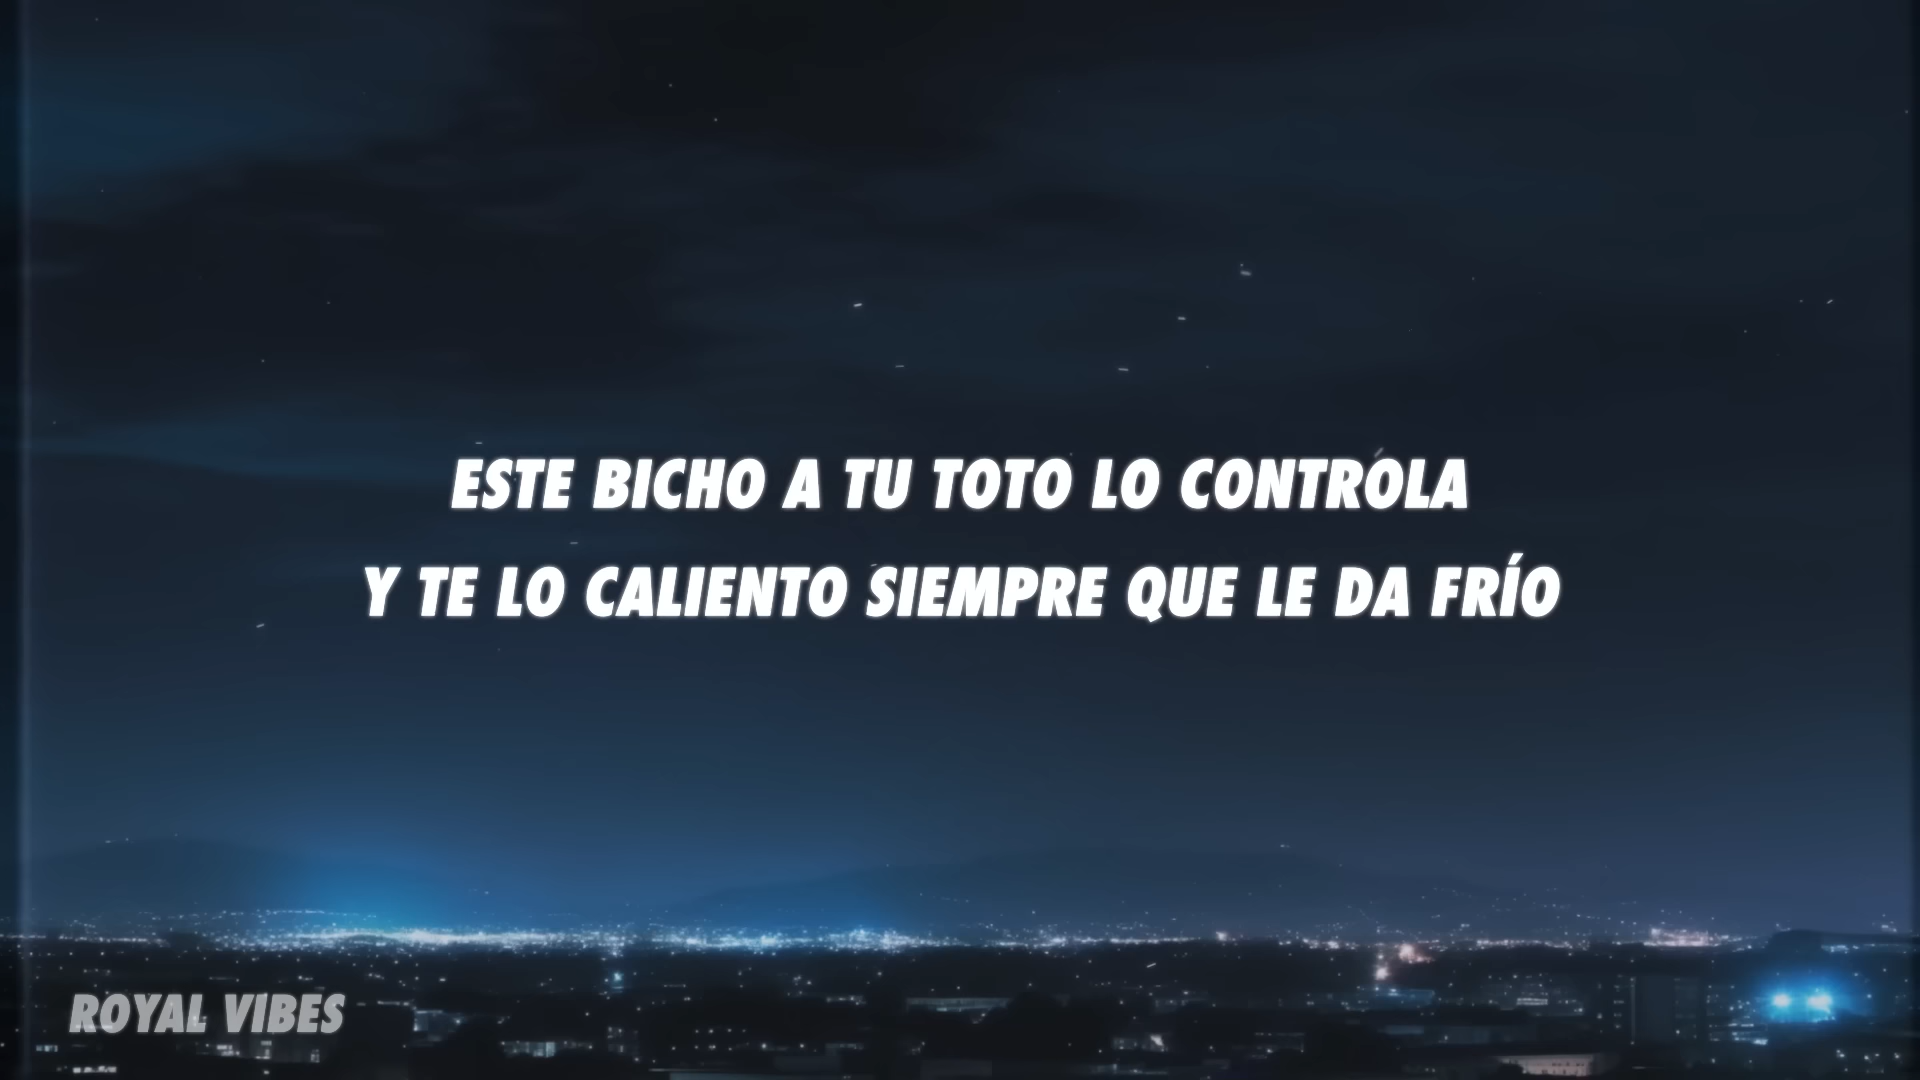 ESTE BICHO A TU TOTO LO CONTROLA
Y TE LO CALIENTO SIEMPRE QUE LE DA FRÍO
ROYAL VIBES